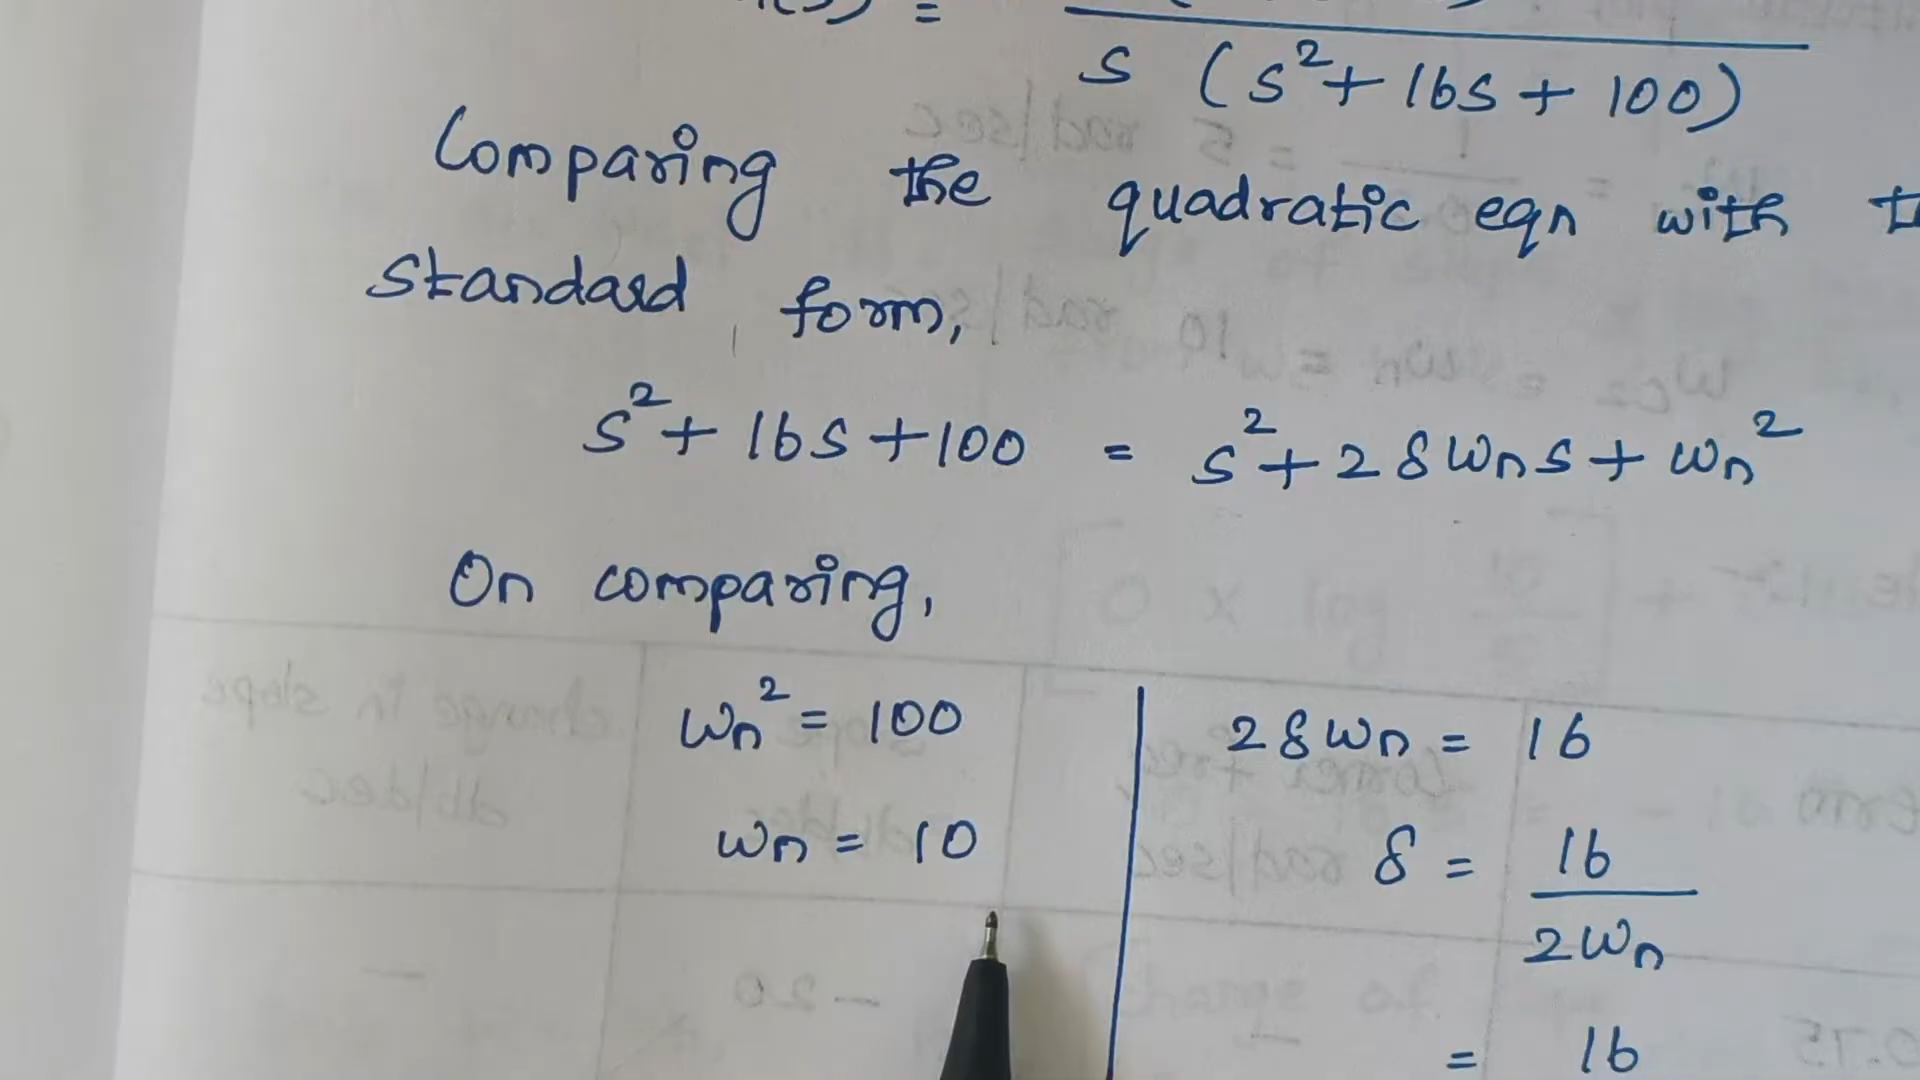 =
s (s²+ 16s + 100)
Comparing the quadratic eqn with
standard form,
s²+ 16s +100 = s²+ 2δωns + ωn²
On comparing,
ωn² = 100
ωn = 10
2δωn = 16
δ = 16
2ωn
= 16